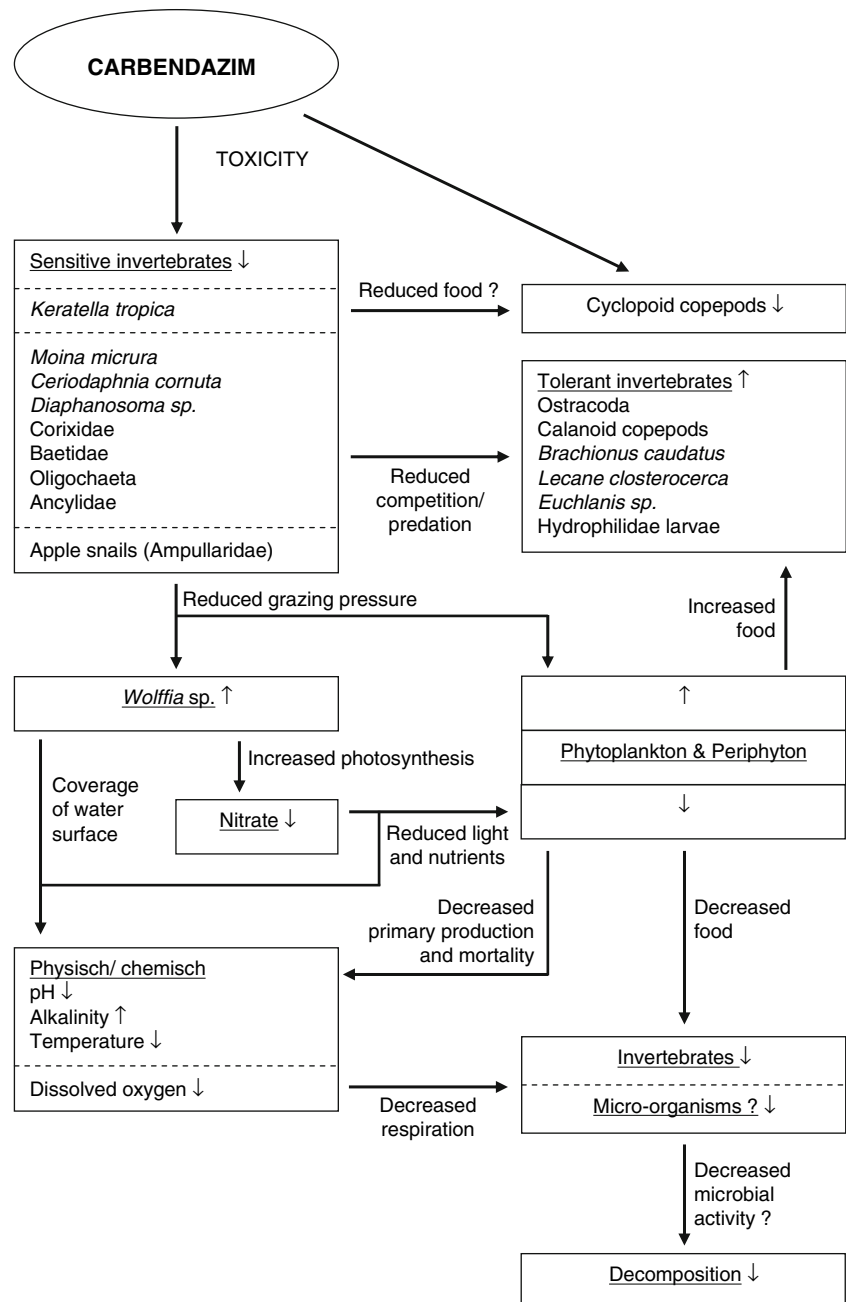 CARBENDAZIM
TOXICITY
Sensitive invertebrates ↓
Keratella tropica
Moina micrura
Ceriodaphnia cornuta
Diaphanosoma sp.
Corixidae
Baetidae
Oligochaeta
Ancylidae
Apple snails (Ampullaridae)
Reduced food ?
Cyclopoid copepods ↓
Reduced
competition/
predation
Tolerant invertebrates ↑
Ostracoda
Calanoid copepods
Brachionus caudatus
Lecane closterocerca
Euchlanis sp.
Hydrophilidae larvae
Reduced grazing pressure
Increased
food
Wolffia sp. ↑
↑
Phytoplankton & Periphyton
↓
Increased photosynthesis
Coverage
of water
surface
Nitrate ↓
Reduced light
and nutrients
Decreased
primary production
and mortality
Decreased
food
Physisch/ chemisch
pH ↓
Alkalinity ↑
Temperature ↓
Dissolved oxygen ↓
Decreased
respiration
Invertebrates ↓
Micro-organisms ? ↓
Decreased
microbial
activity ?
Decomposition ↓